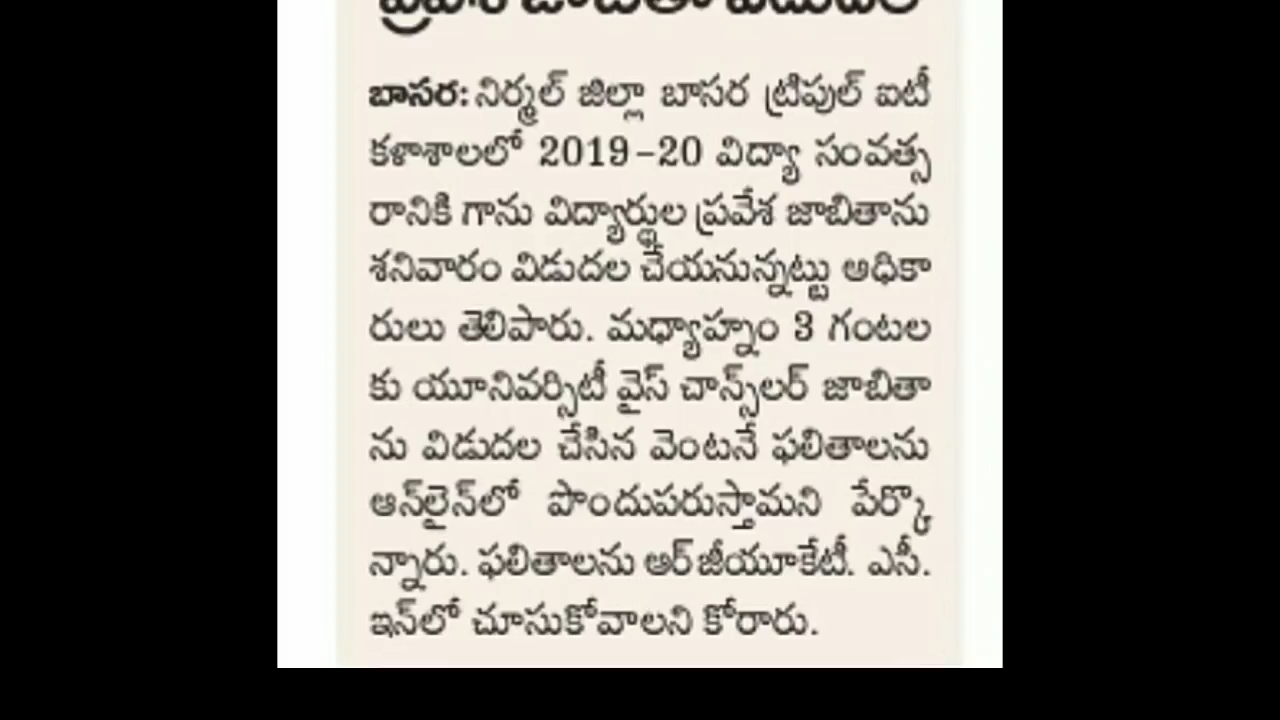 బాసర: నిర్మల్ జిల్లా బాసర ట్రిపుల్ ఐటీ
కళాశాలలో 2019-20 విద్యా సంవత్స
రానికి గాను విద్యార్థుల ప్రవేశ జాబితాను
శనివారం విడుదల చేయనున్నట్టు అధికా
రులు తెలిపారు. మధ్యాహ్నం 3 గంటల
కు యూనివర్సిటీ వైస్ చాన్స్‌లర్ జాబితా
ను విడుదల చేసిన వెంటనే ఫలితాలను
ఆన్‌లైన్‌లో పొందుపరుస్తామని పేర్కొ
న్నారు. ఫలితాలను ఆర్‌జీయూకేటీ. ఎసీ.
ఇన్‌లో చూసుకోవాలని కోరారు.